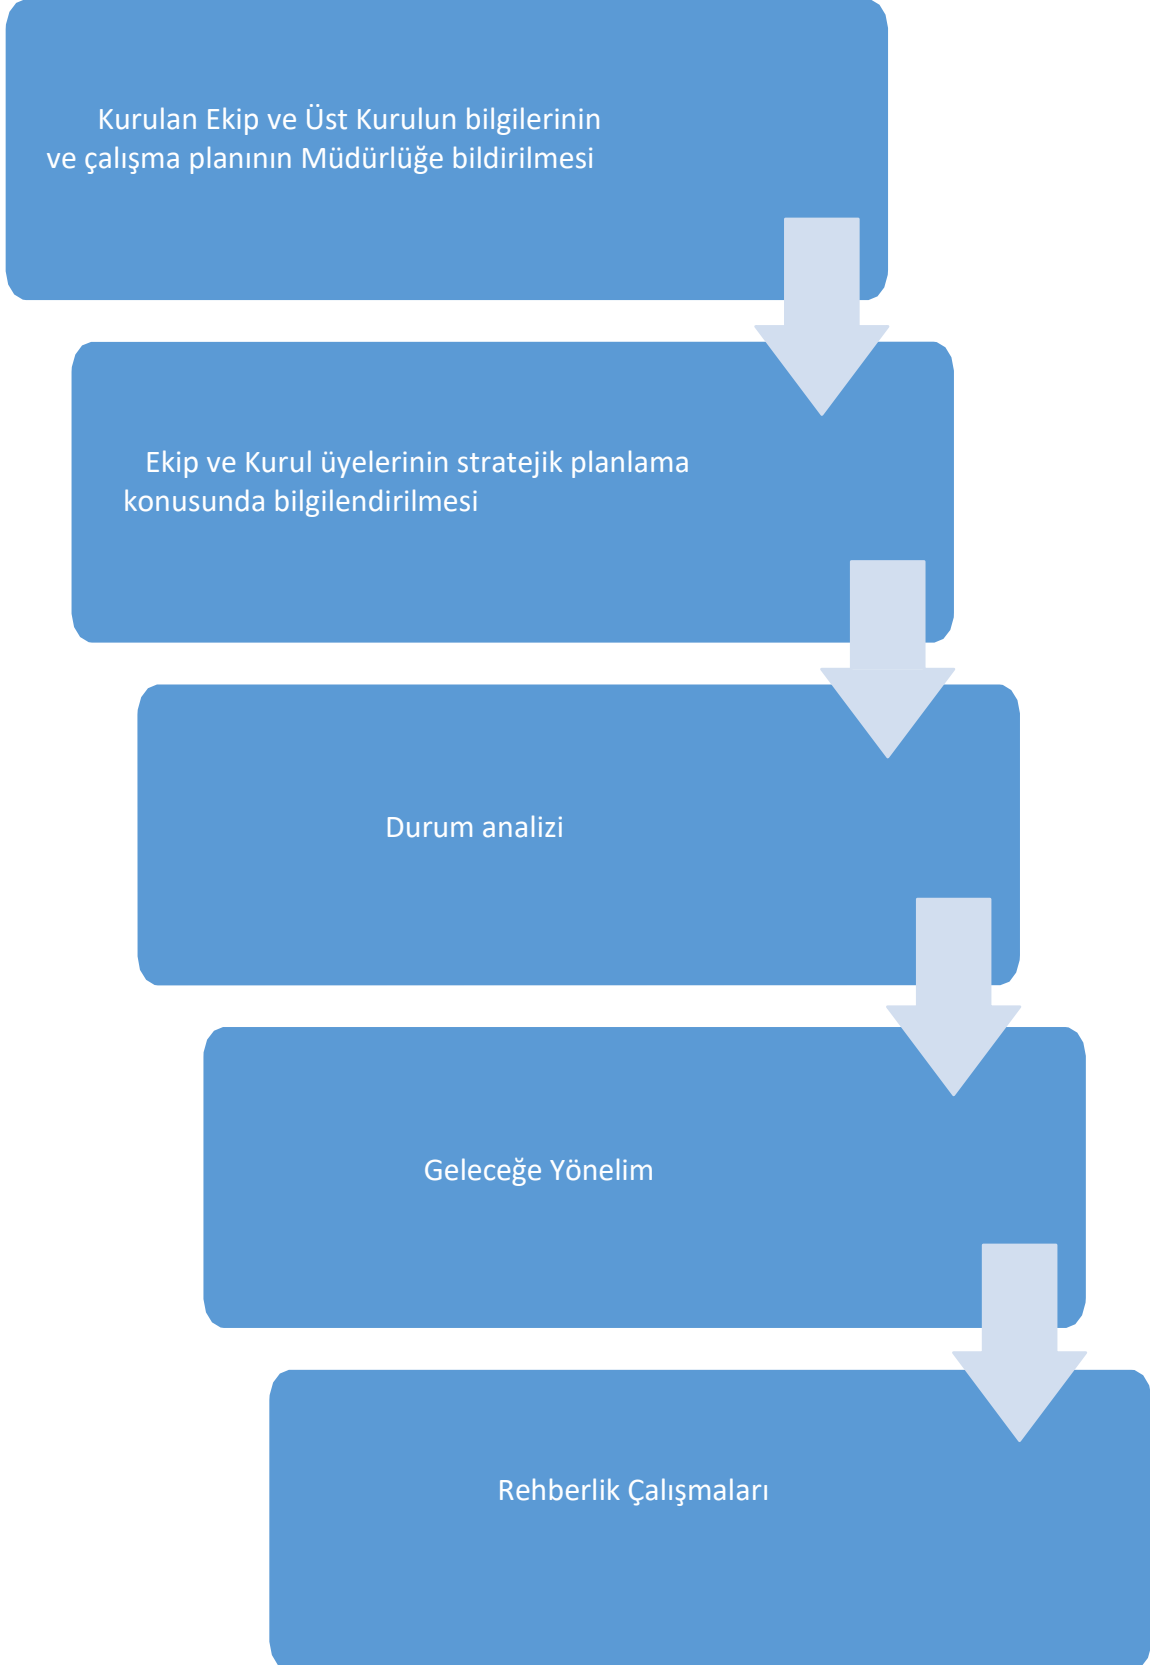 Kurulan Ekip ve Üst Kurulun bilgilerinin
ve çalışma planının Müdürlüğe bildirilmesi
Ekip ve Kurul üyelerinin stratejik planlama
konusunda bilgilendirilmesi
Durum analizi
Geleceğe Yönelim
Rehberlik Çalışmaları